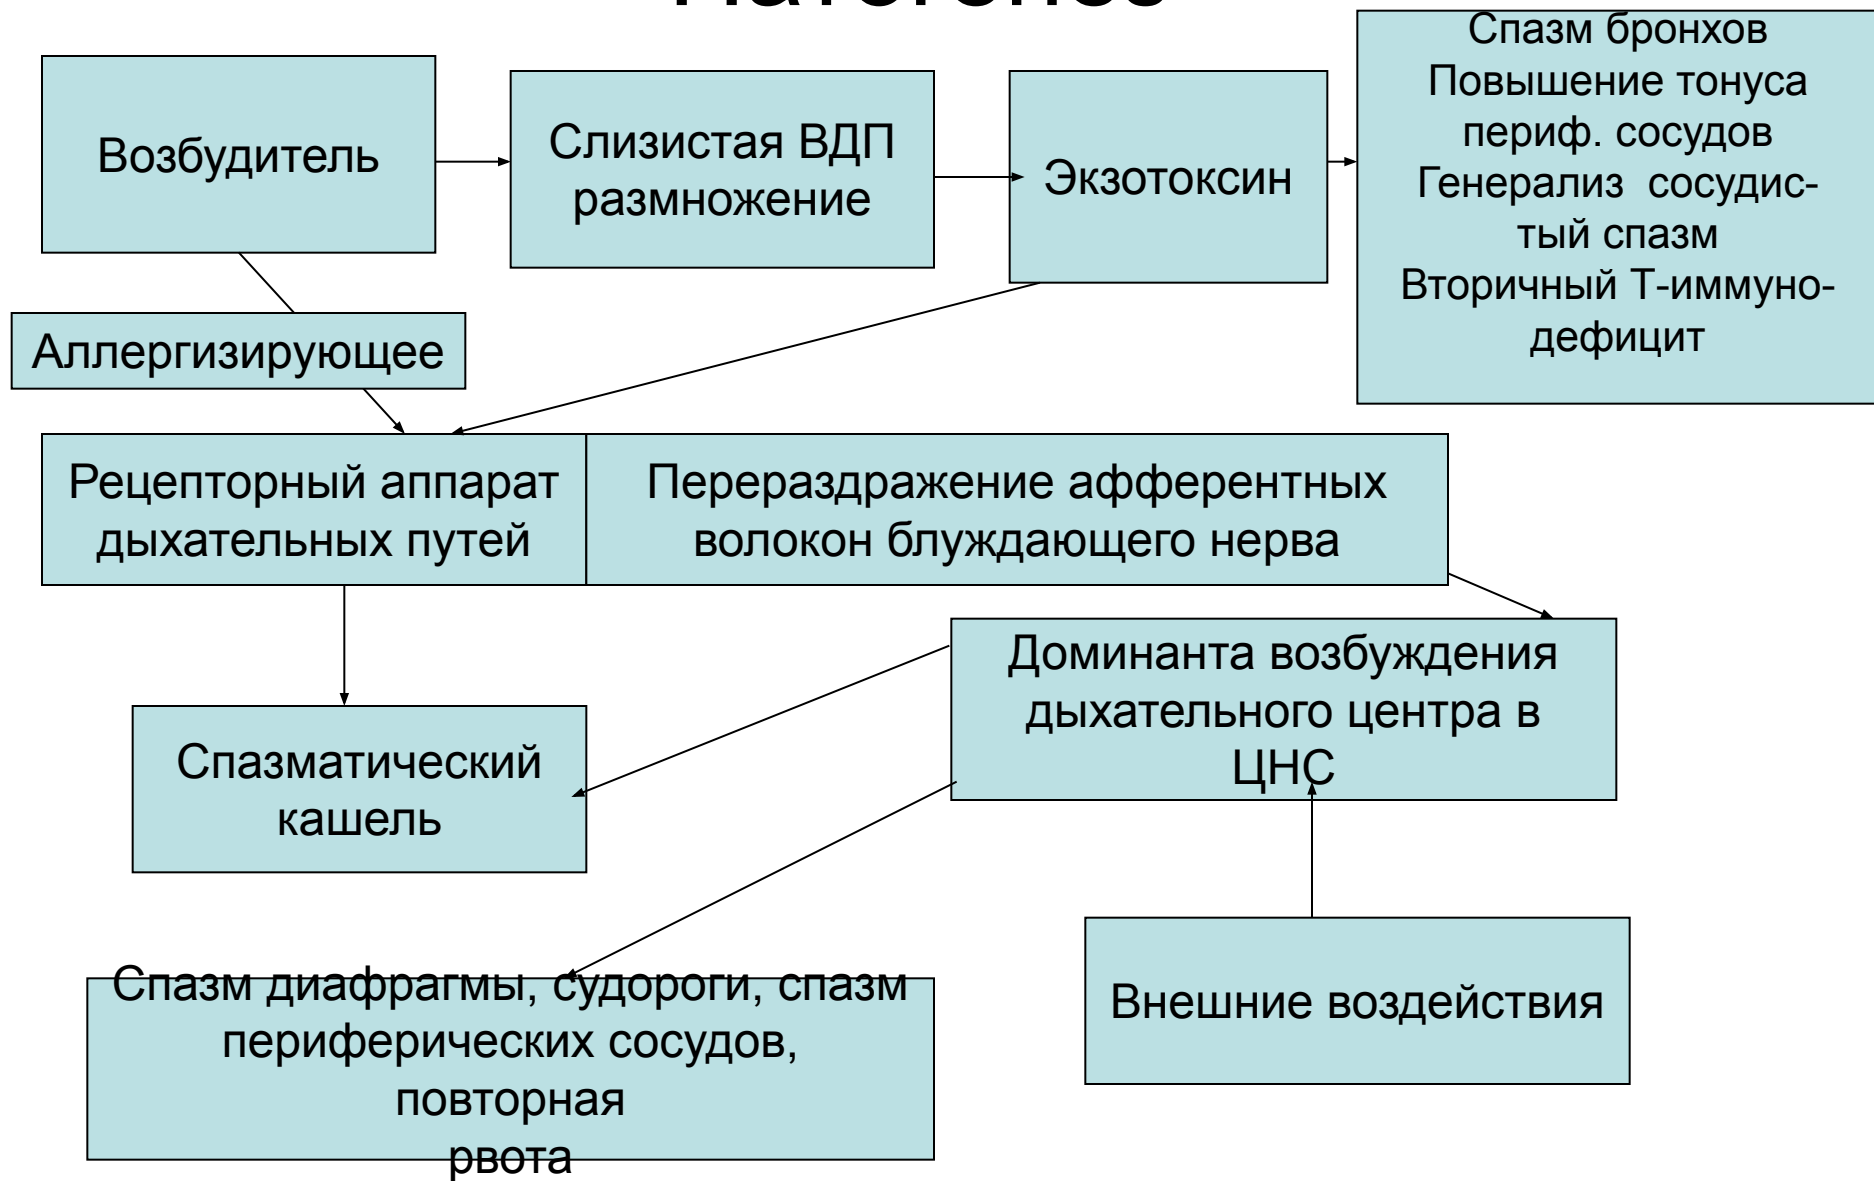 Патогенез
Возбудитель
Слизистая ВДП
размножение
Экзотоксин
Спазм бронхов
Повышение тонуса
периф. сосудов
Генерализ сосудис-
тый спазм
Вторичный Т-иммуно-
дефицит
Аллергизирующее
Рецепторный аппарат
дыхательных путей
Перераздражение афферентных
волокон блуждающего нерва
Доминанта возбуждения
дыхательного центра в
ЦНС
Спазматический
кашель
Спазм диафрагмы, судороги, спазм
периферических сосудов,
повторная
рвота
Внешние воздействия